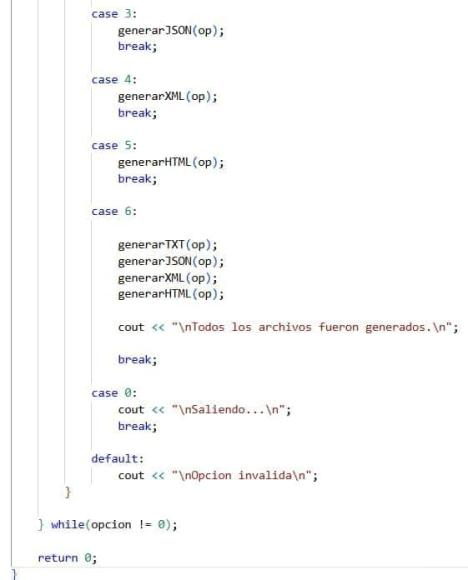 case 3:
generarJSON(op);
break;
case 4:
generarXML(op);
break;
case 5:
generarHTML(op);
break;
case 6:
generarTXT(op);
generarJSON(op);
generarXML(op);
generarHTML(op);
cout << "\nTodos los archivos fueron generados.\n";
break;
case 0:
cout << "\nSaliendo...\n";
break;
default:
cout << "\nOpcion invalida\n";
}
} while(opcion != 0);
return 0;
}